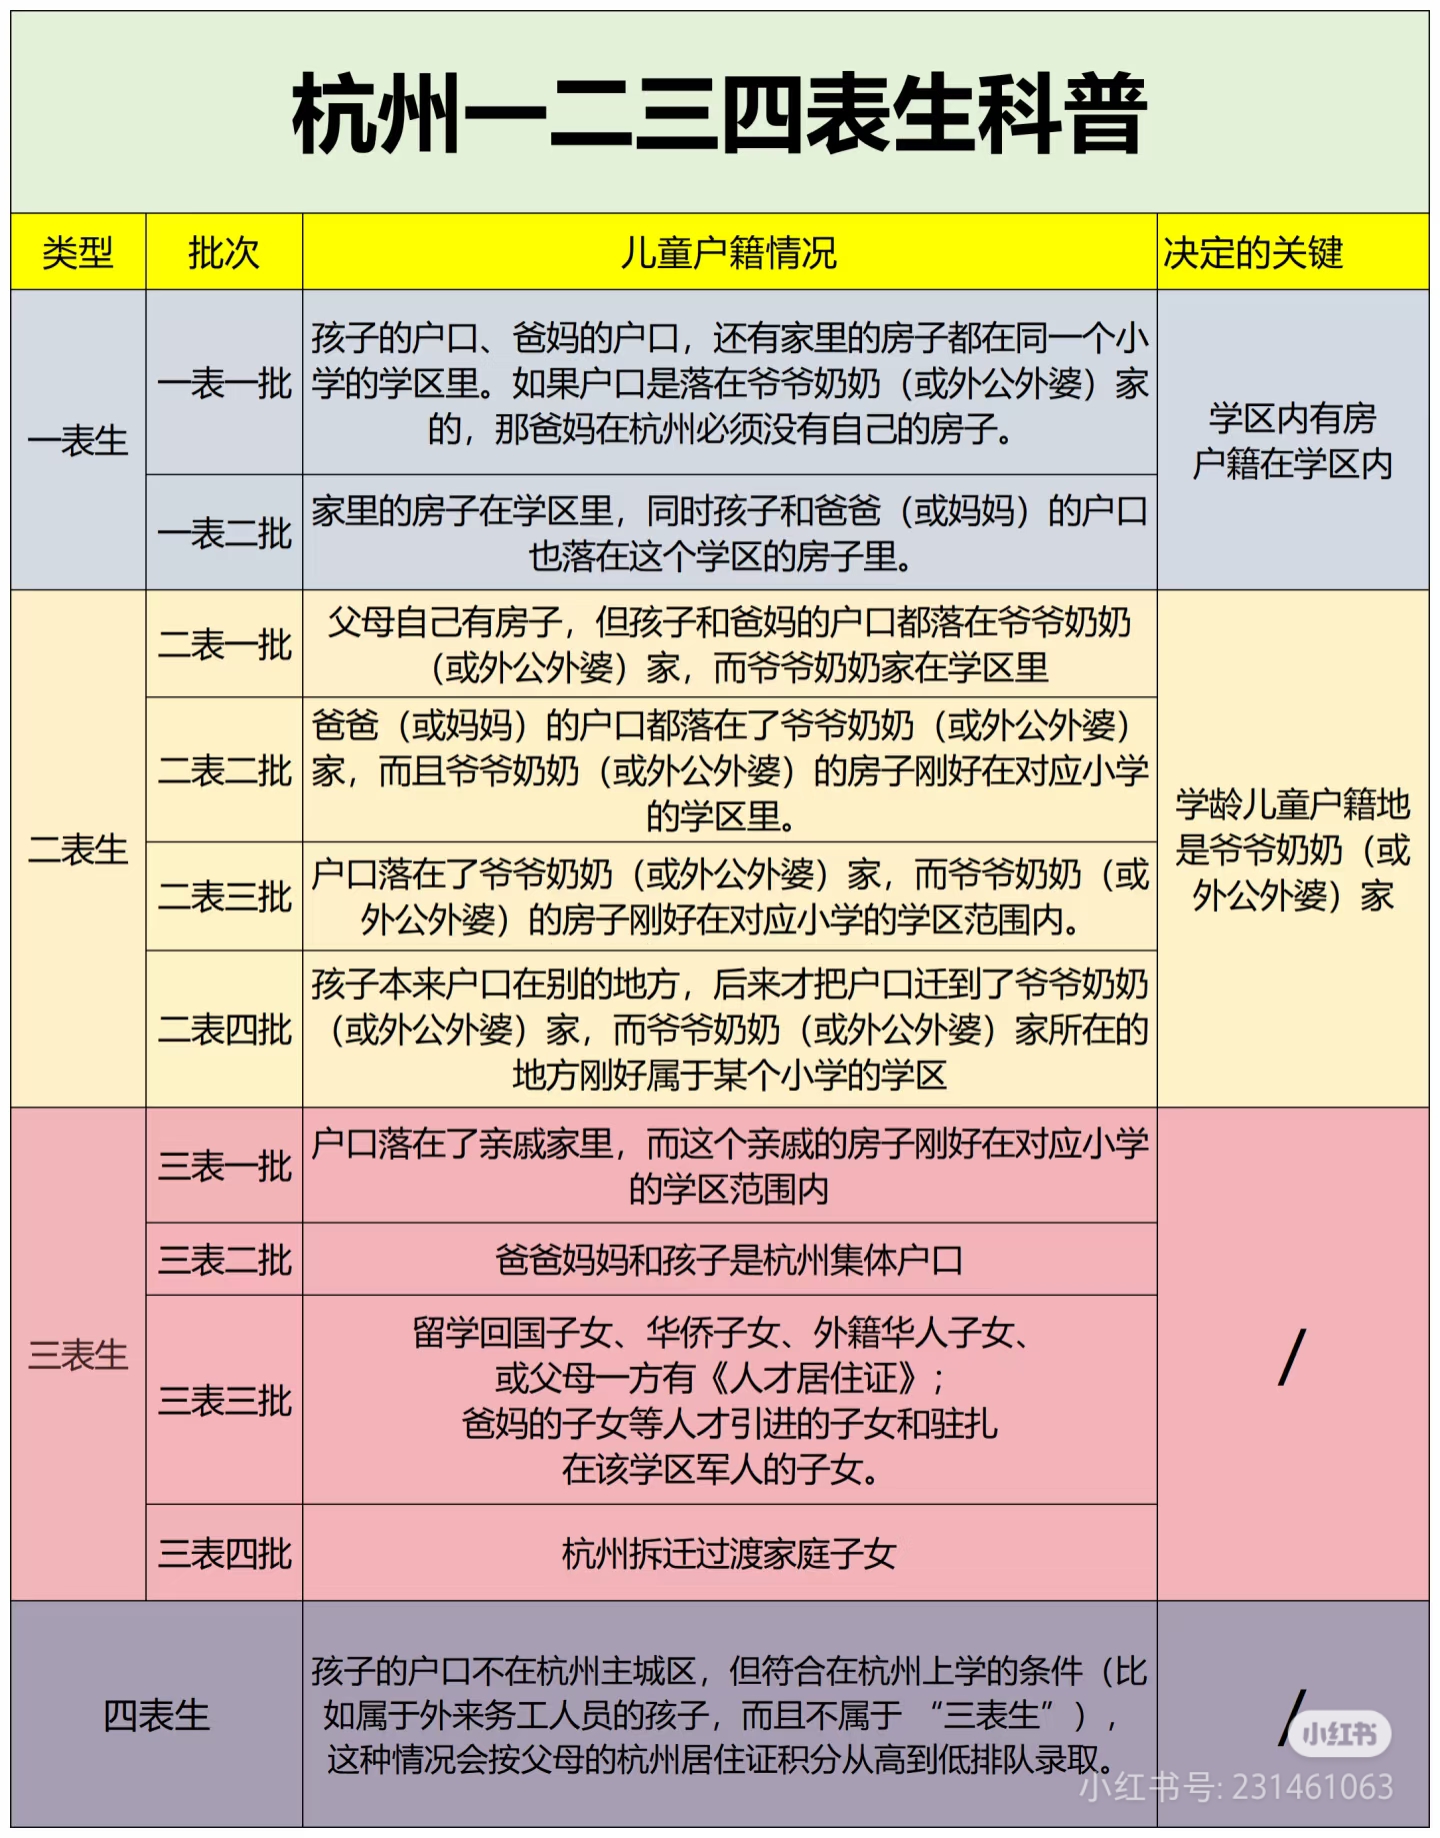 杭州一二三四表生科普
类型
批次
儿童户籍情况
决定的关键
一表生
一表一批
孩子的户口、爸妈的户口，还有家里的房子都在同一个小
学的学区里。如果户口是落在爷爷奶奶（或外公外婆）家
的，那爸妈在杭州必须没有自己的房子。
学区内有房
户籍在学区内
一表二批
家里的房子在学区里，同时孩子和爸爸（或妈妈）的户口
也落在这个学区的房子里。
二表生
二表一批
父母自己有房子，但孩子和爸妈的户口都落在爷爷奶奶
（或外公外婆）家，而爷爷奶奶家在学区里
学龄儿童户籍地
是爷爷奶奶（或
外公外婆）家
二表二批
爸爸（或妈妈）的户口都落在了爷爷奶奶（或外公外婆）
家，而且爷爷奶奶（或外公外婆）的房子刚好在对应小学
的学区里。
二表三批
户口落在了爷爷奶奶（或外公外婆）家，而爷爷奶奶（或
外公外婆）的房子刚好在对应小学的学区范围内。
二表四批
孩子本来户口在别的地方，后来才把户口迁到了爷爷奶奶
（或外公外婆）家，而爷爷奶奶（或外公外婆）家所在的
地方刚好属于某个小学的学区
三表生
三表一批
户口落在了亲戚家里，而这个亲戚的房子刚好在对应小学
的学区范围内
/
三表二批
爸爸妈妈和孩子是杭州集体户口
三表三批
留学回国子女、华侨子女、外籍华人子女、
或父母一方有《人才居住证》；
爸妈的子女等人才引进的子女和驻扎
在该学区军人的子女。
三表四批
杭州拆迁过渡家庭子女
四表生
孩子的户口不在杭州主城区，但符合在杭州上学的条件（比
如属于外来务工人员的孩子，而且不属于 “三表生”），
这种情况会按父母的杭州居住证积分从高到低排队录取。
/
小红书
小红书号: 231461063